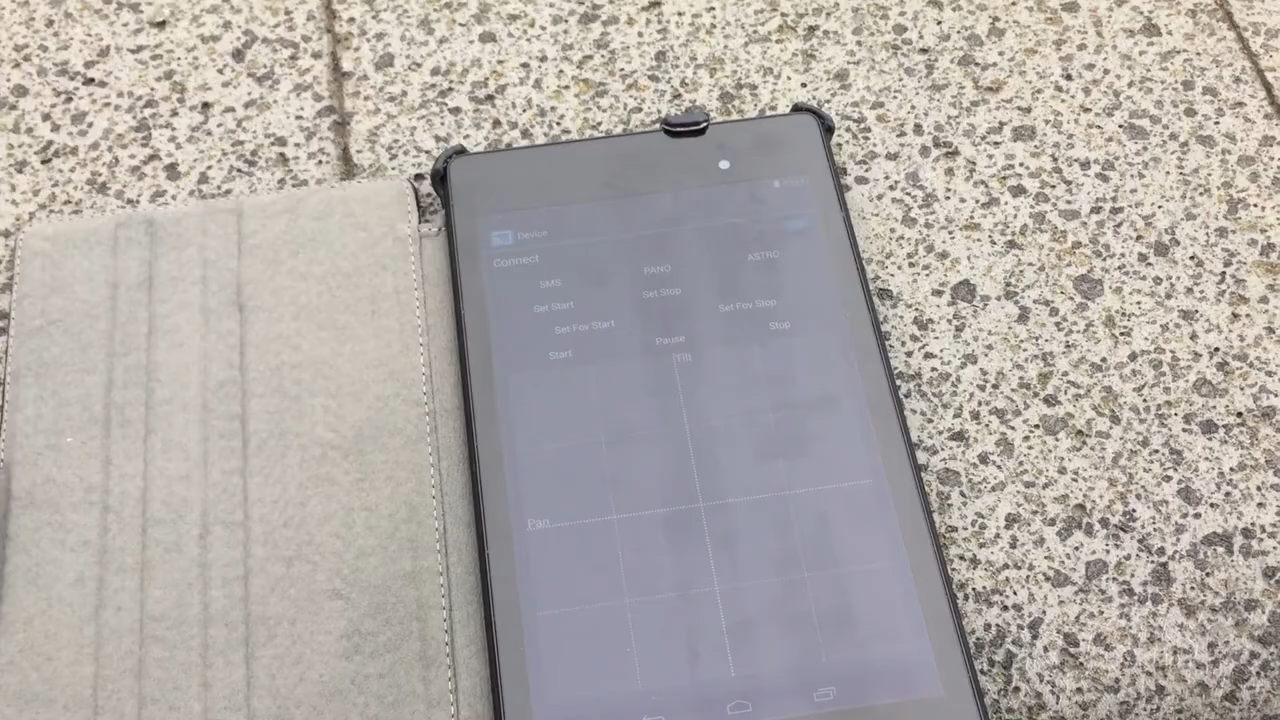 Device
Connect
SMS PANO ASTRO
Set Start Set Stop
Set Fov Start Set Fov Stop
Start Pause Stop
Tilt
Pan